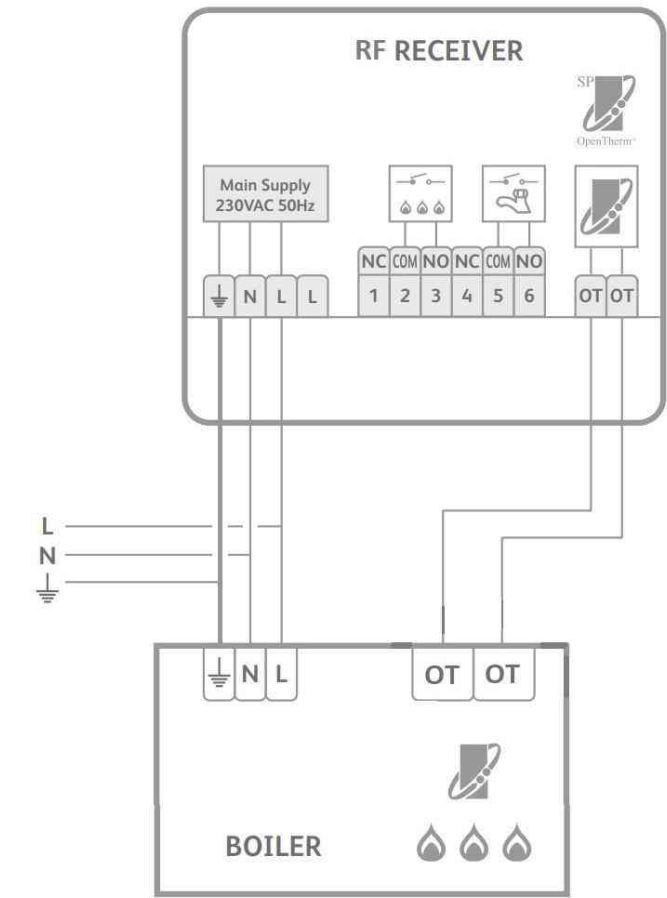 RF RECEIVER
SP
OpenTherm
Main Supply
230VAC 50Hz
NC COM NO NC COM NO
N L L 1 2 3 4 5 6 OT OT
L
N
N L OT OT
BOILER